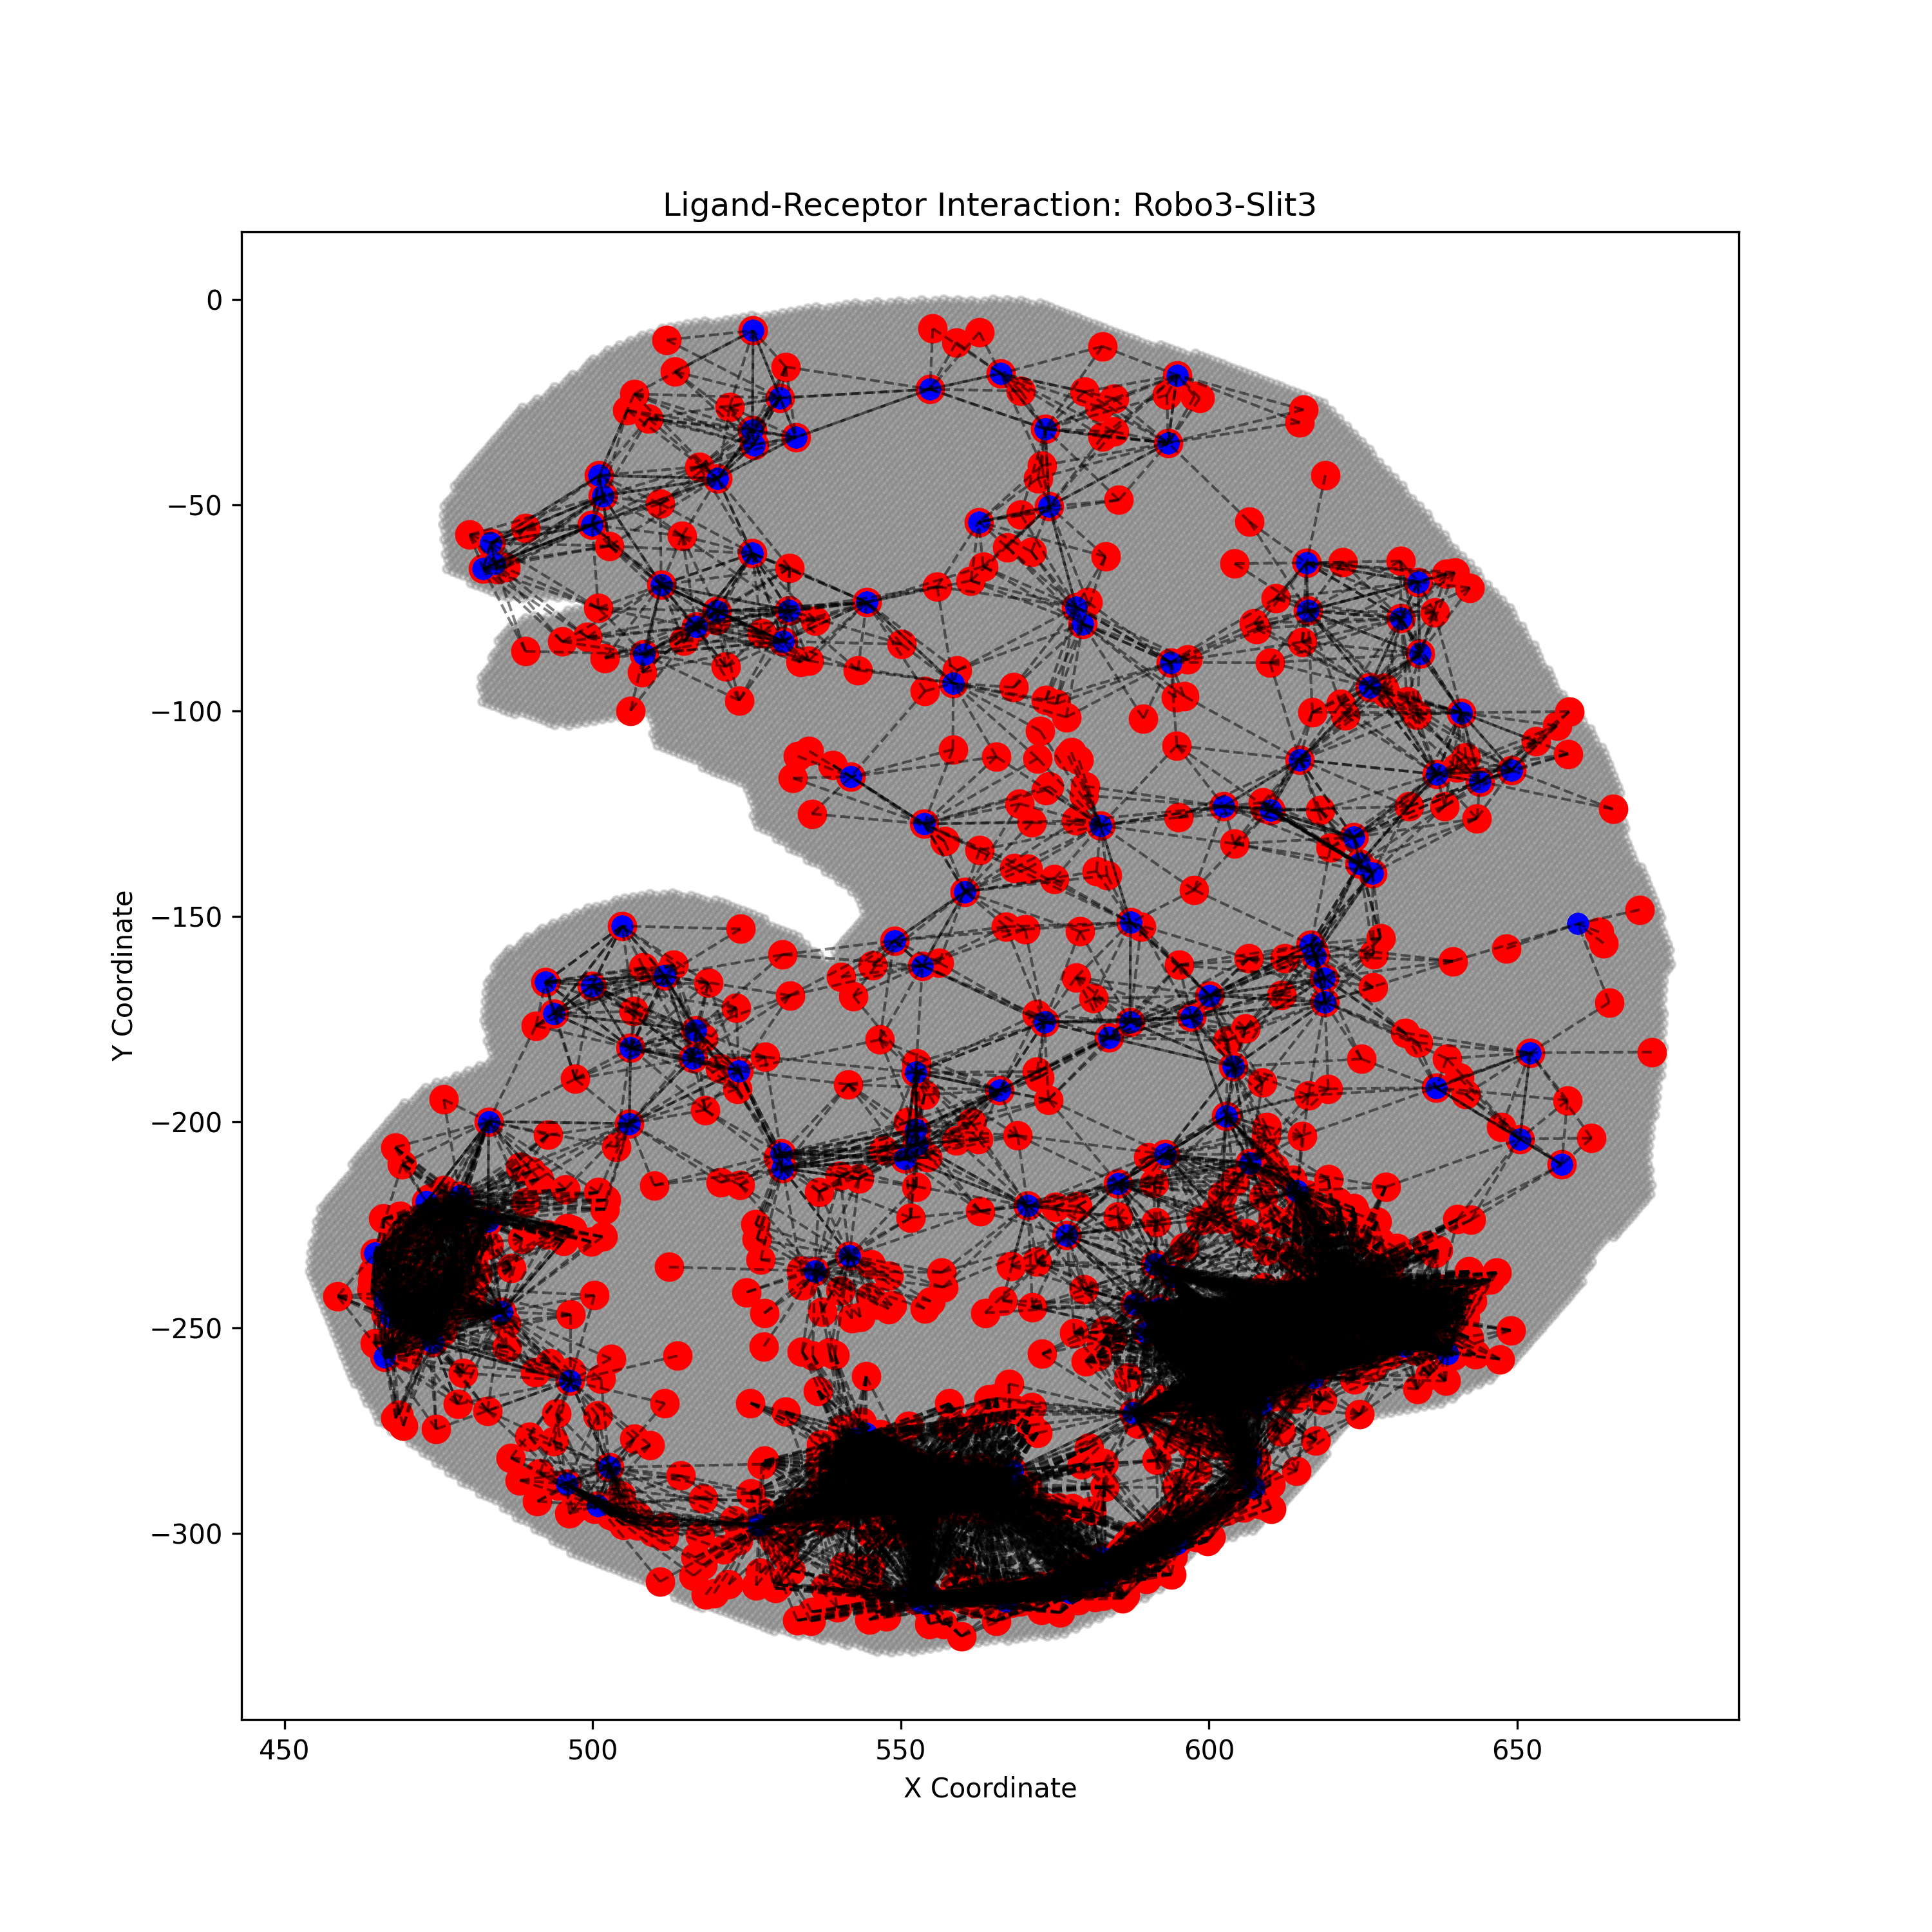 Ligand-Receptor Interaction: Robo3-Slit3
0
−50
−100
−150
−200
−250
−300
Y Coordinate
450 500 550 600 650
X Coordinate